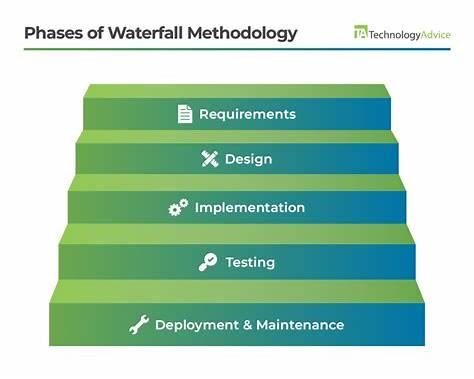 Phases of Waterfall Methodology
TA TechnologyAdvice
Requirements
Design
Implementation
Testing
Deployment & Maintenance